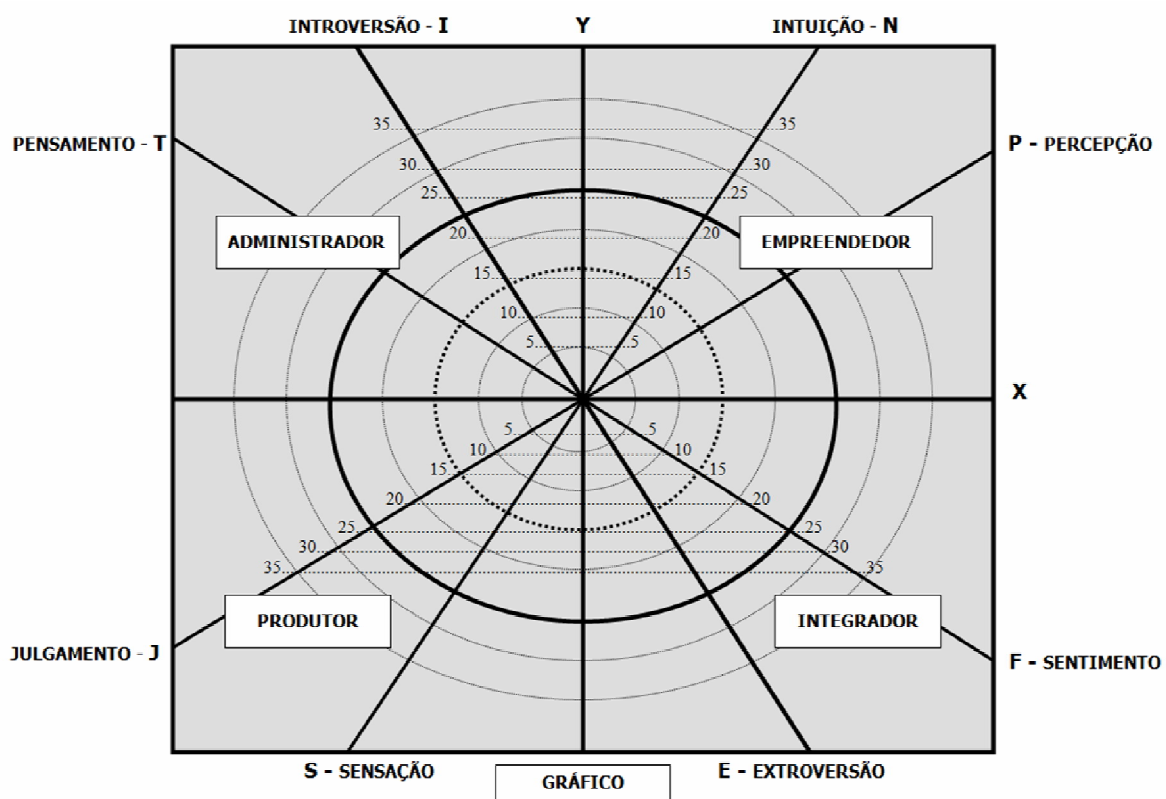 INTROVERSÃO - I Y INTUIÇÃO - N
PENSAMENTO - T P - PERCEPÇÃO
35 35
30 30
25 25
ADMINISTRADOR 20 20 EMPREENDEDOR
15 15
10 10
5 5
X
5 5
10 10
15 15
20 20
25 25
30 30
35 35
PRODUTOR INTEGRADOR
JULGAMENTO - J F - SENTIMENTO
S - SENSAÇÃO GRÁFICO E - EXTROVERSÃO